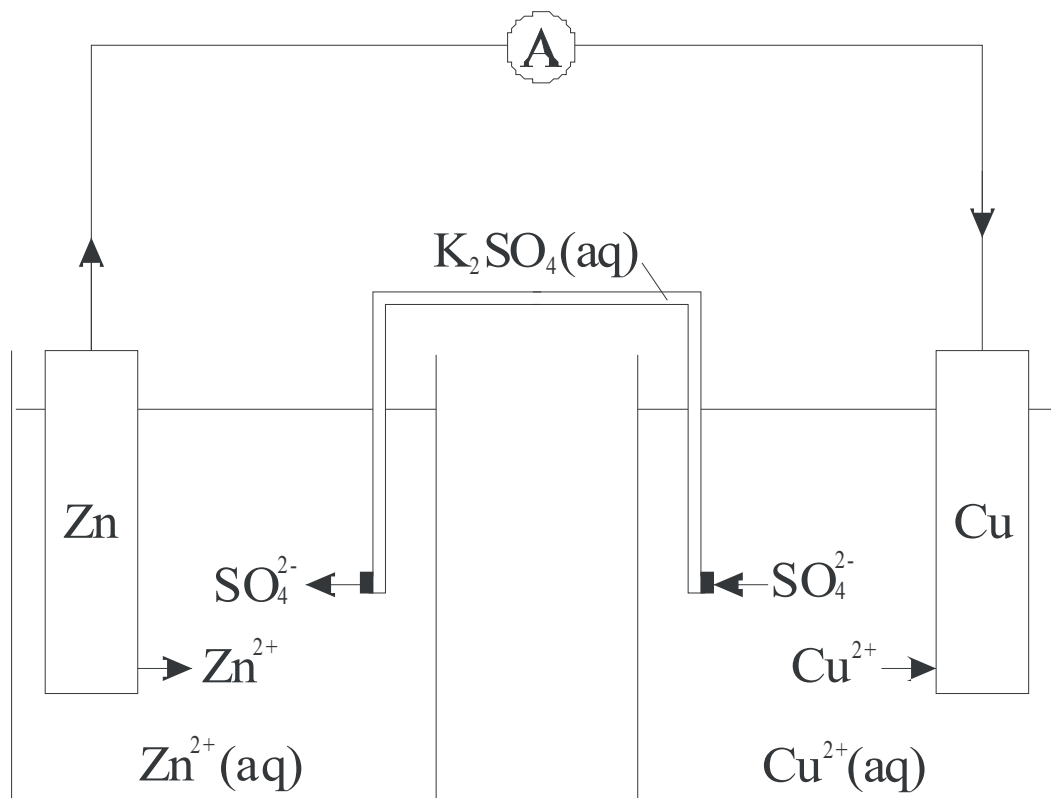 A
K₂SO₄(aq)
Zn
Cu
SO₄²⁻
SO₄²⁻
Zn²⁺
Cu²⁺
Zn²⁺(aq)
Cu²⁺(aq)